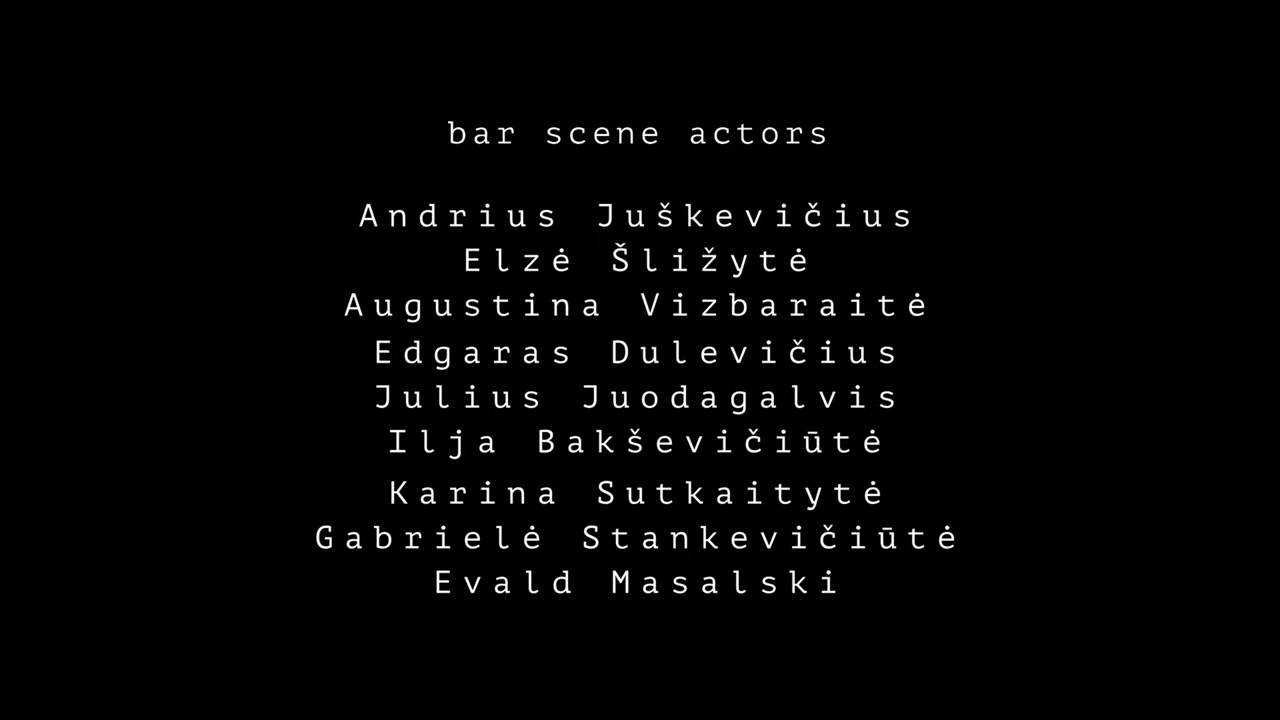 bar scene actors
Andrius Juškevičius
Elzė Šližytė
Augustina Vizbaraitė
Edgaras Dulevičius
Julius Juodagalvis
Ilja Bakševičiūtė
Karina Sutkaitytė
Gabrielė Stankevičiūtė
Evald Masalski